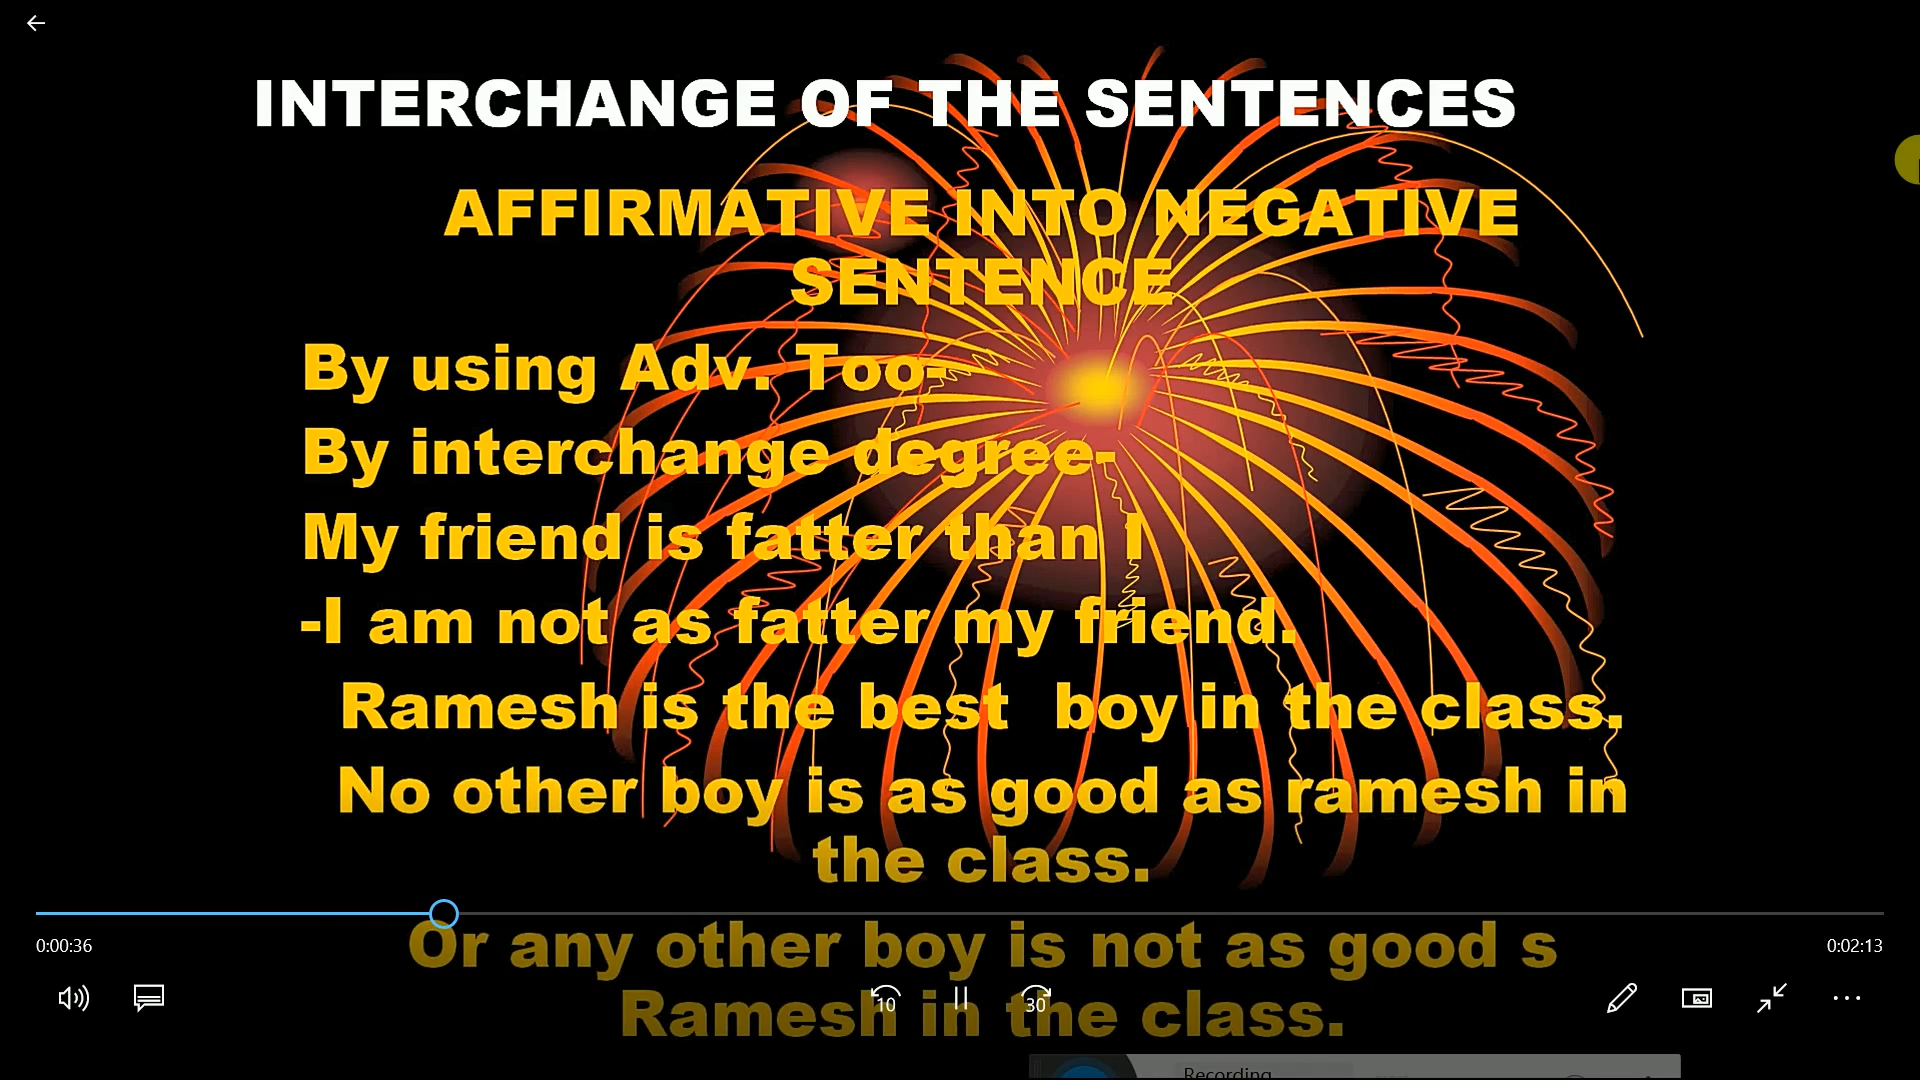 INTERCHANGE OF THE SENTENCES
AFFIRMATIVE INTO NEGATIVE
SENTENCE
By using Adv. Too-
By interchange degree-
My friend is fatter than I
-I am not as fatter my friend.
Ramesh is the best boy in the class.
No other boy is as good as ramesh in
the class.
0:00:36
0:02:13
Or any other boy is not as good s
Ramesh in the class.
10
30
Recording